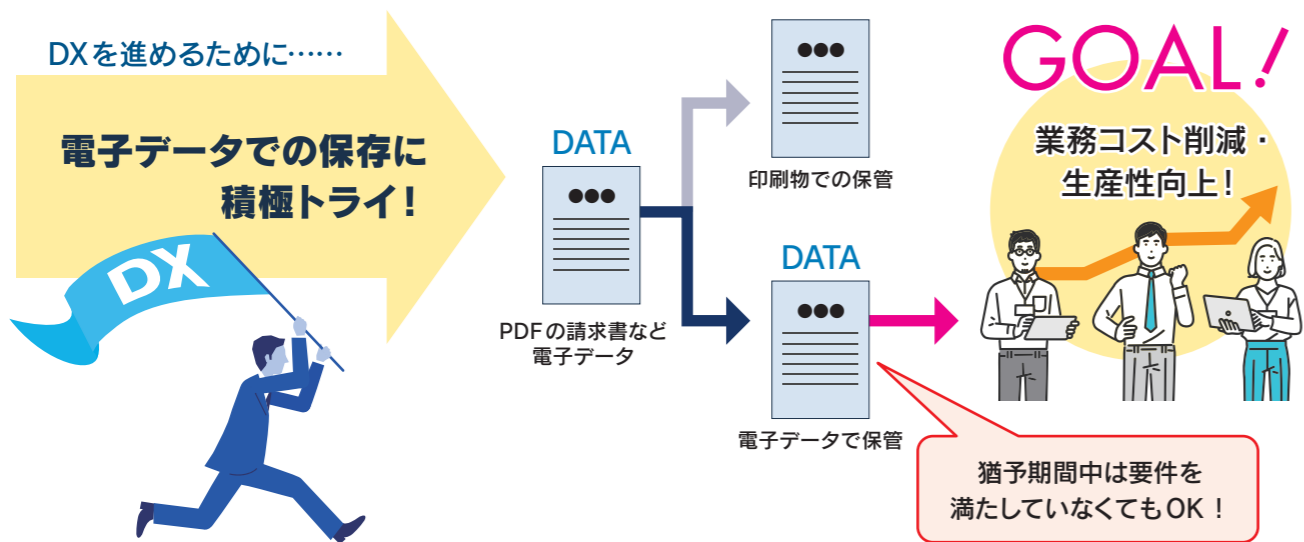 DXを進めるために……
電子データでの保存に
積極トライ！
DX
DATA
●●●
PDFの請求書など
電子データ
●●●
印刷物での保管
DATA
●●●
電子データで保管
GOAL!
業務コスト削減・
生産性向上！
猶予期間中は要件を
満たしていなくてもOK！